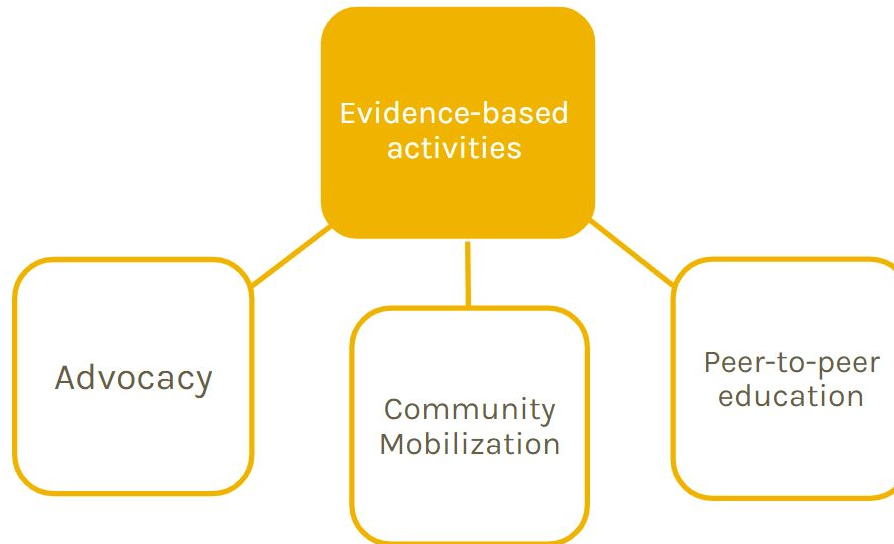 Evidence-based
activities
Advocacy
Community
Mobilization
Peer-to-peer
education